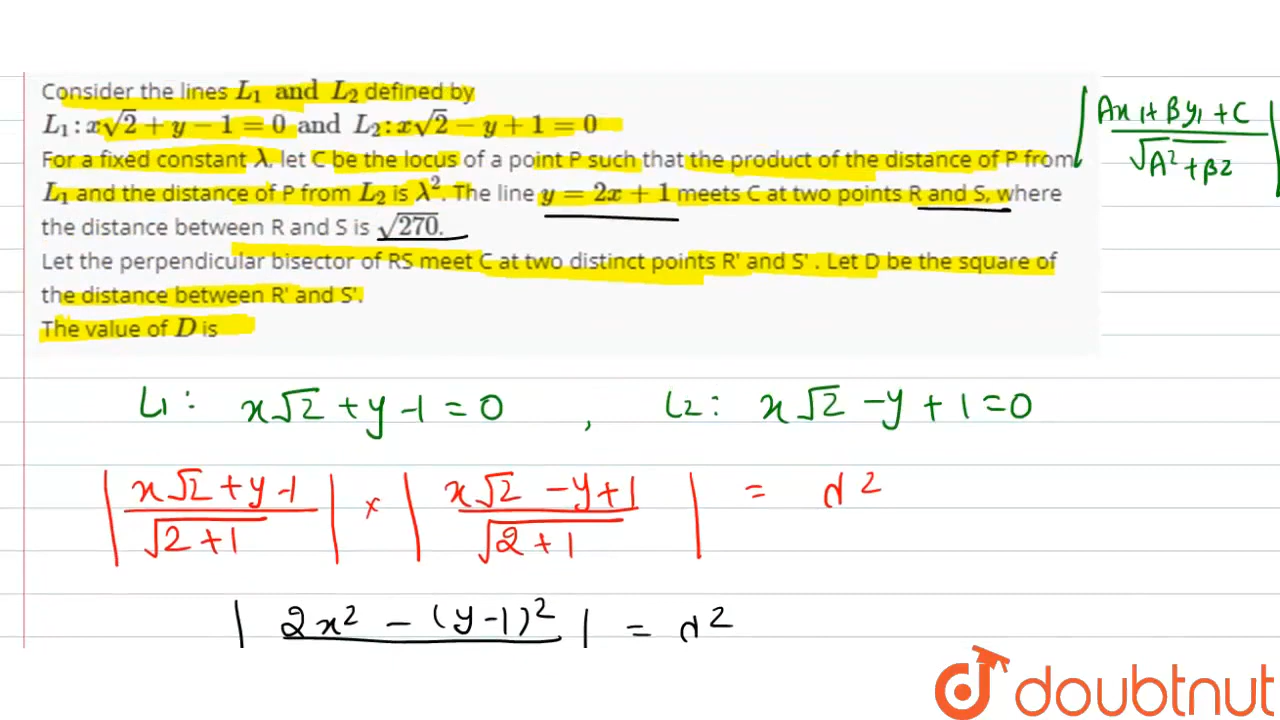 Consider the lines L₁ and L₂ defined by
L₁ : x√2 + y − 1 = 0 and L₂ : x√2 − y + 1 = 0
For a fixed constant λ, let C be the locus of a point P such that the product of the distance of P from
L₁ and the distance of P from L₂ is λ². The line y = 2x + 1 meets C at two points R and S, where
the distance between R and S is √270.
Let the perpendicular bisector of RS meet C at two distinct points R' and S' . Let D be the square of
the distance between R' and S'.
The value of D is
| Ax₁ + By₁ + C / √A² + B² |
L₁ : x√2 + y − 1 = 0 , L₂ : x√2 − y + 1 = 0
| x√2 + y − 1 / √2 + 1 | × | x√2 − y + 1 / √2 + 1 | = λ²
| 2x² − (y − 1)² | = λ²
doubtnut